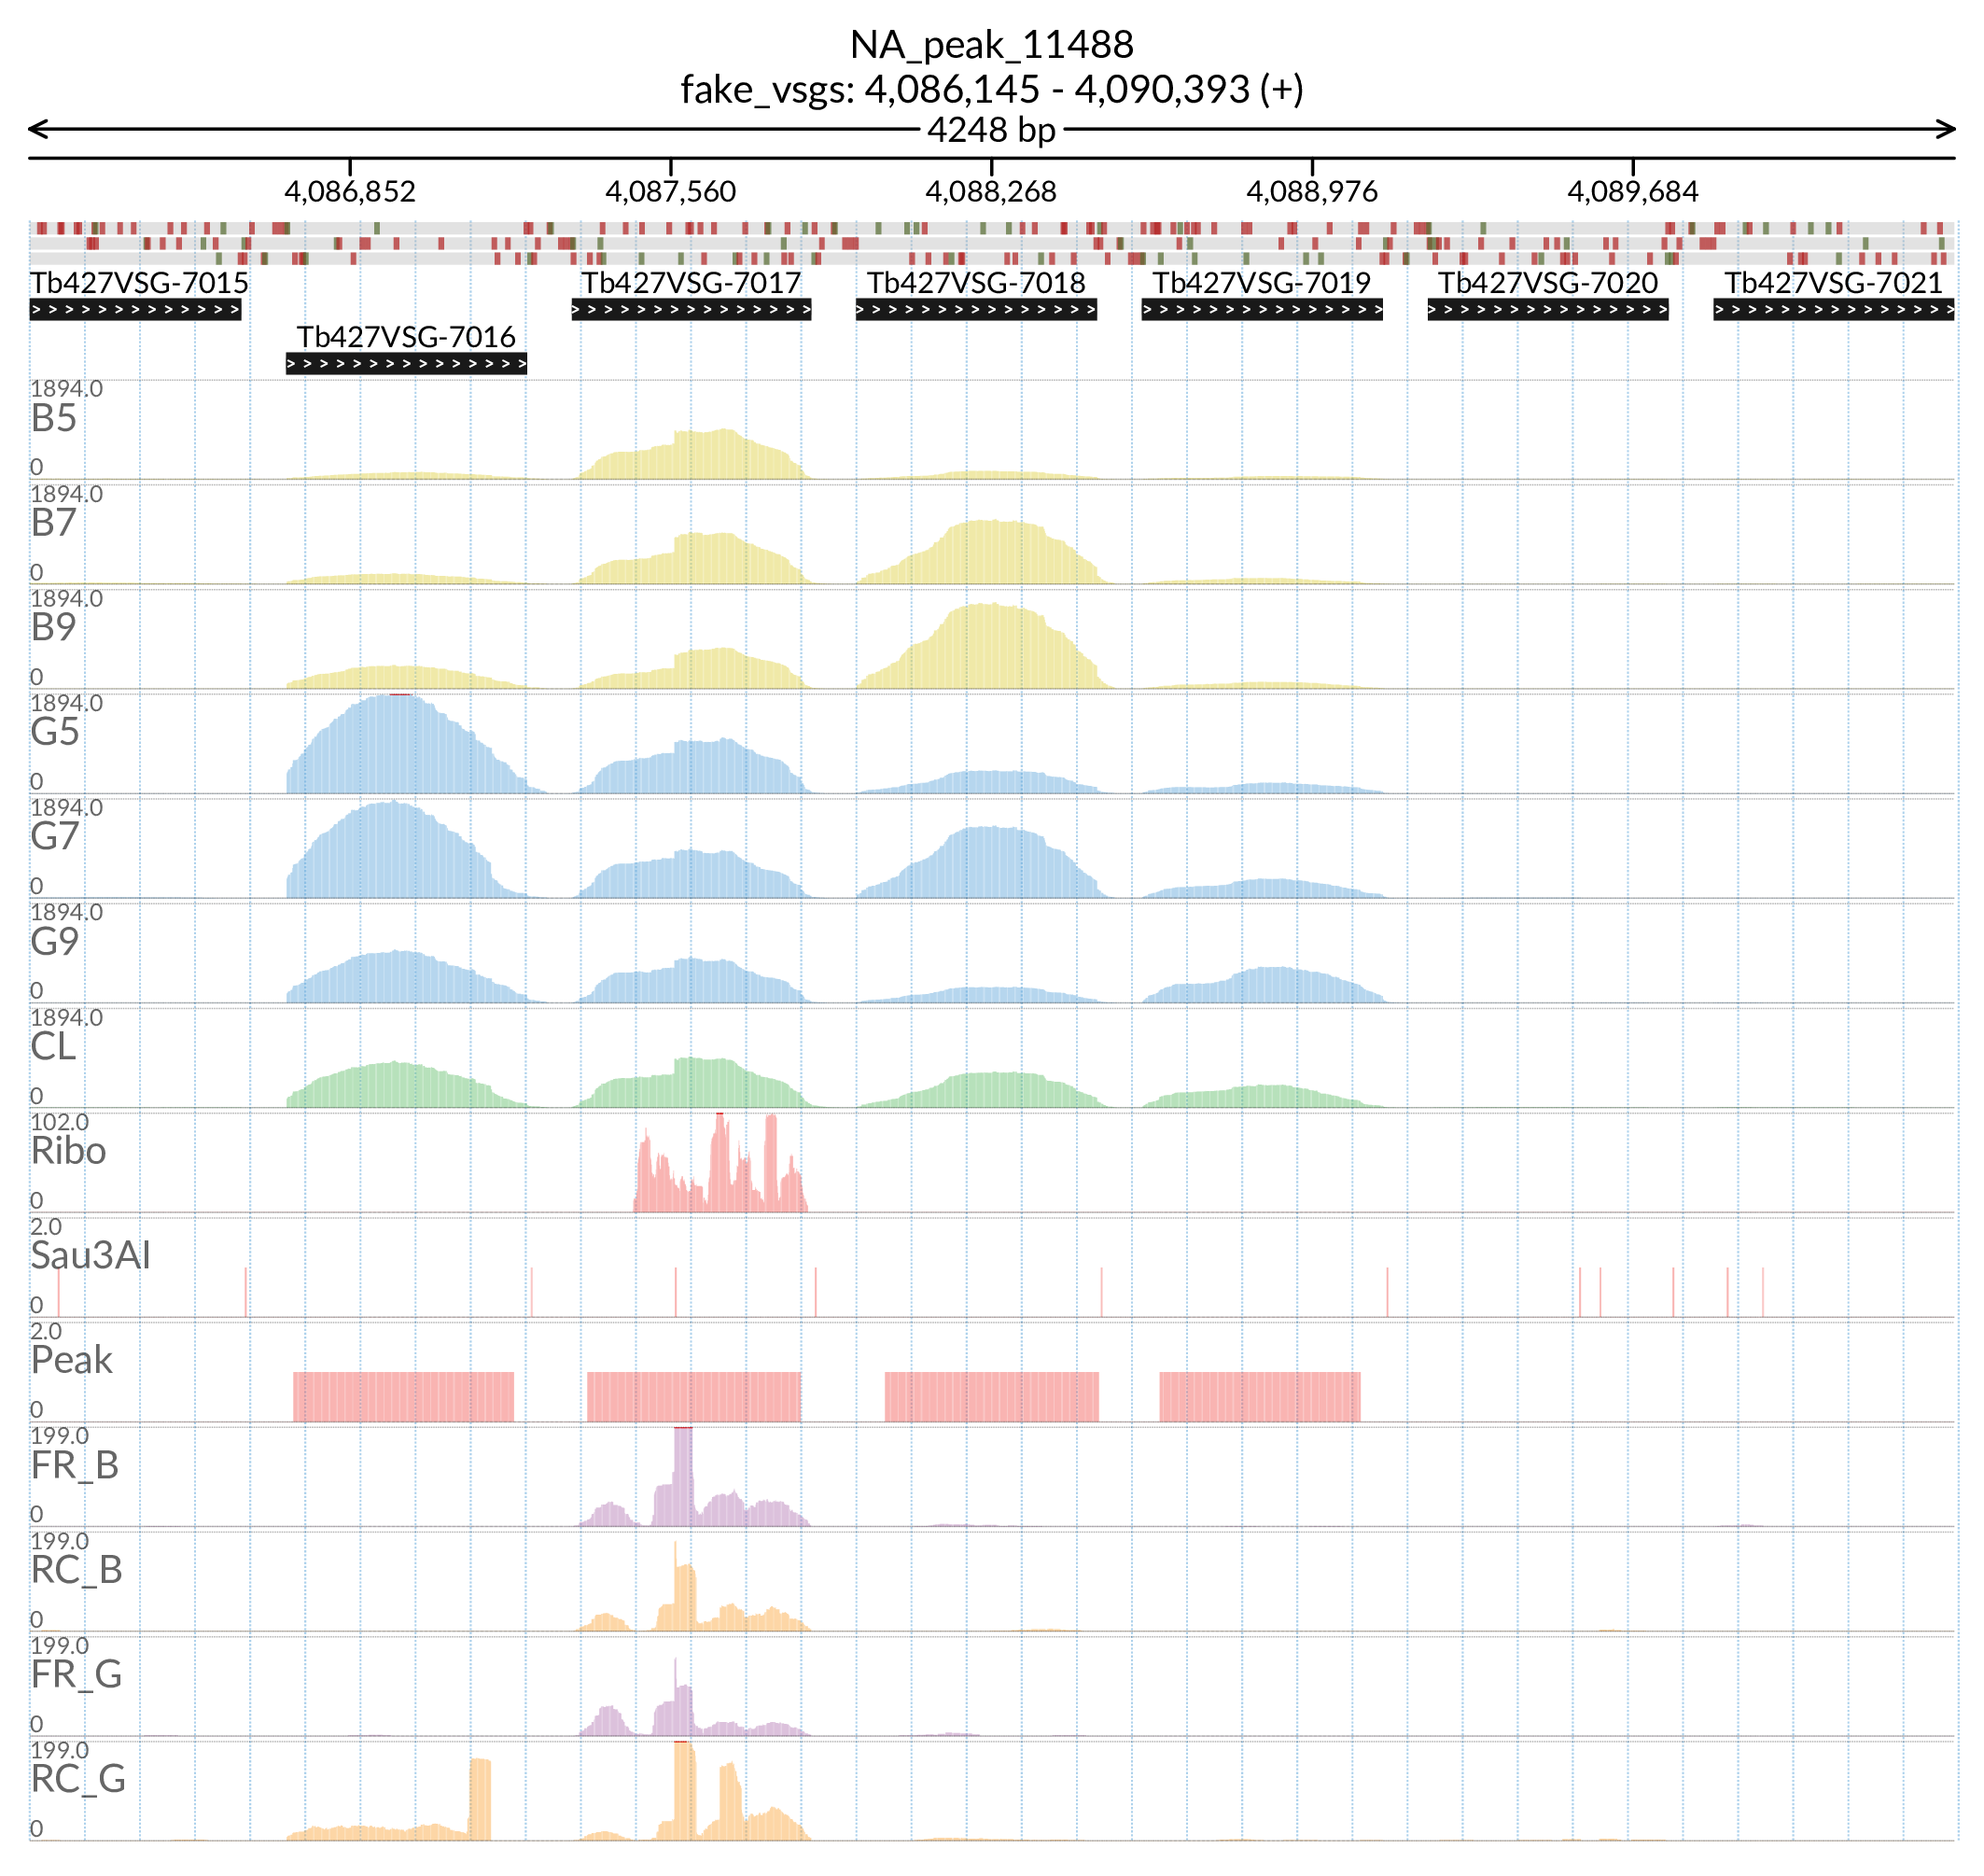 NA_peak_11488
fake_vsgs: 4,086,145 - 4,090,393 (+)
4248 bp
4,086,852 4,087,560 4,088,268 4,088,976 4,089,684
Tb427VSG-7015 Tb427VSG-7017 Tb427VSG-7018 Tb427VSG-7019 Tb427VSG-7020 Tb427VSG-7021
Tb427VSG-7016
1894.0
B5
0
1894.0
B7
0
1894.0
B9
0
1894.0
G5
0
1894.0
G7
0
1894.0
G9
0
1894.0
CL
0
102.0
Ribo
0
2.0
Sau3AI
0
2.0
Peak
0
199.0
FR_B
0
199.0
RC_B
0
199.0
FR_G
0
199.0
RC_G
0